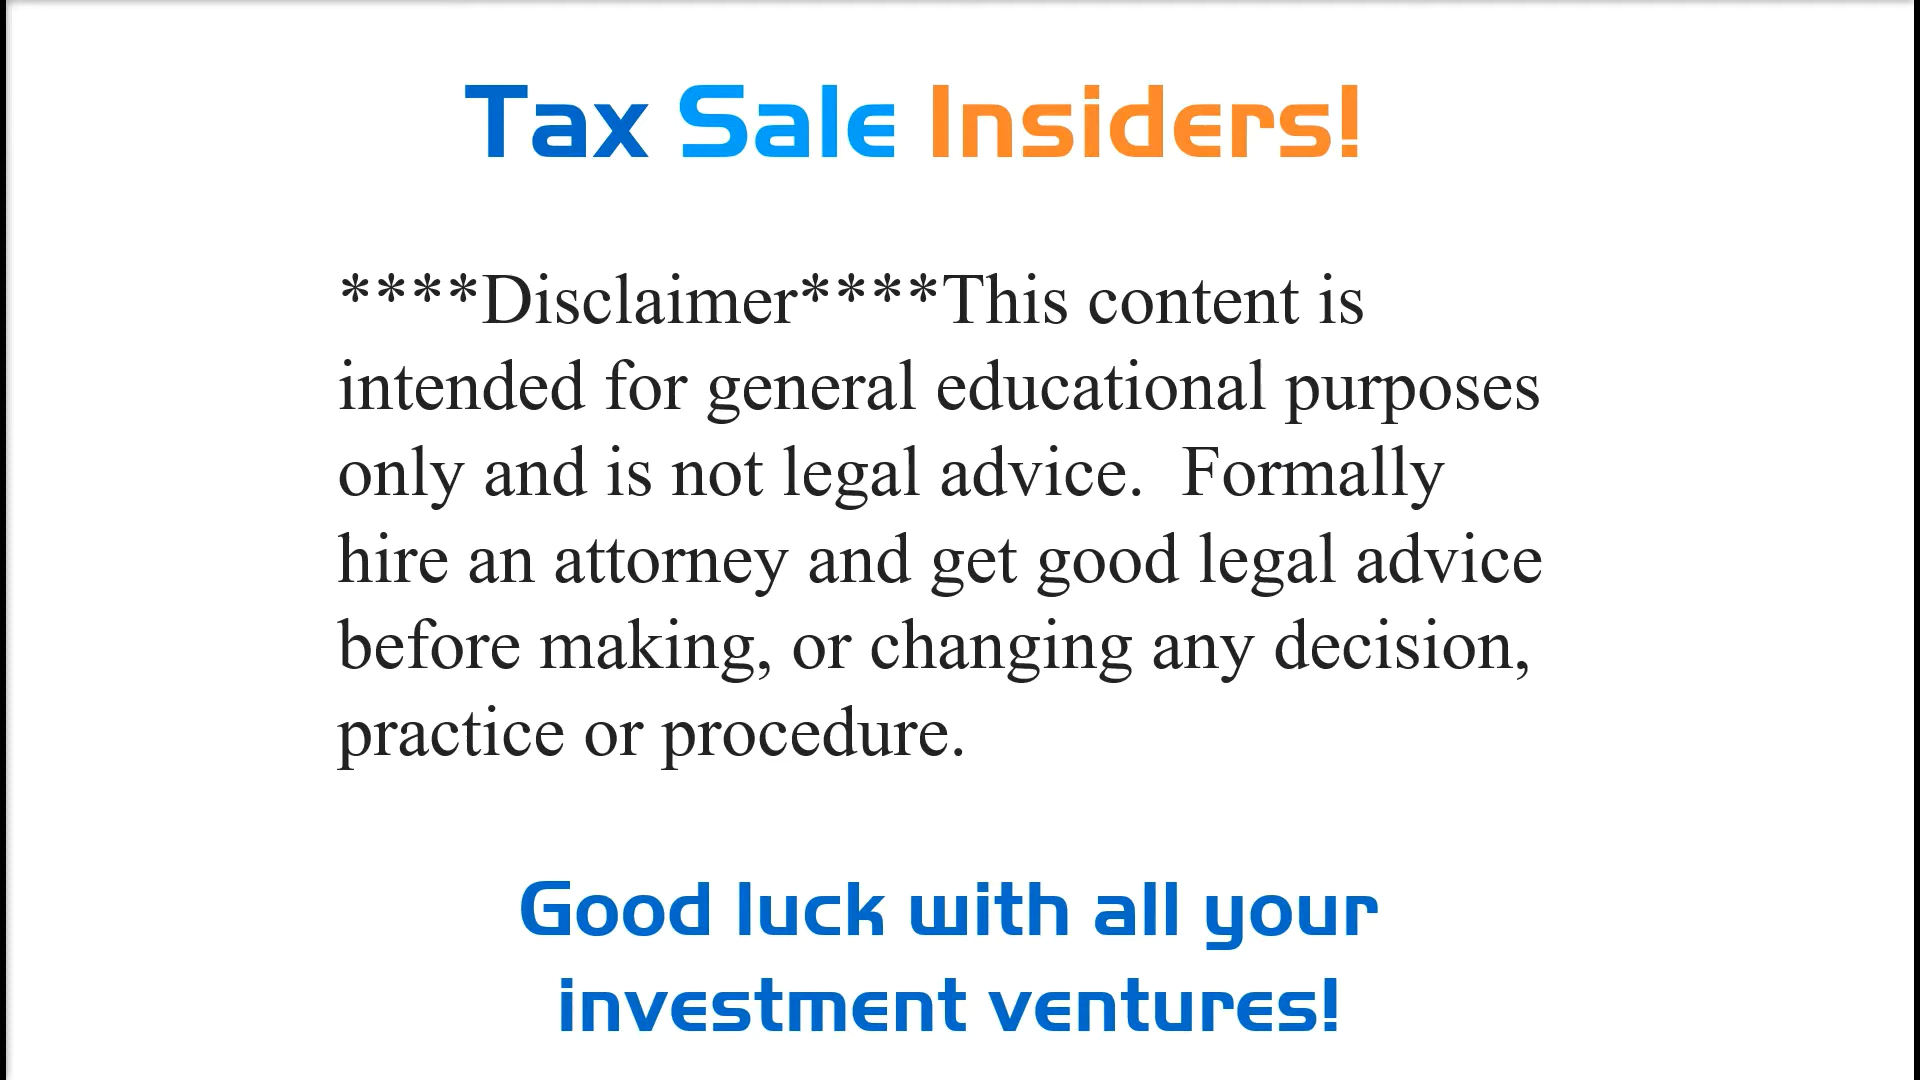 Tax Sale Insiders!
****Disclaimer****This content is
intended for general educational purposes
only and is not legal advice.  Formally
hire an attorney and get good legal advice
before making, or changing any decision,
practice or procedure.
Good luck with all your
investment ventures!